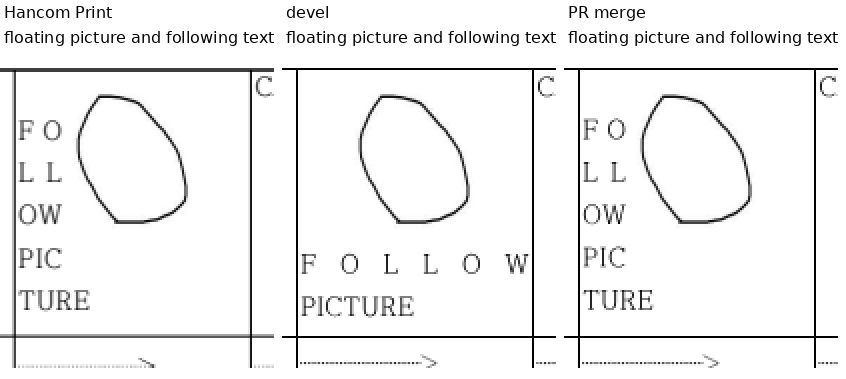 Hancom Print
floating picture and following text
C
F O
L L
OW
PIC
TURE
devel
floating picture and following text
C
F O L L O W
PICTURE
PR merge
floating picture and following text
C
F O
L L
OW
PIC
TURE